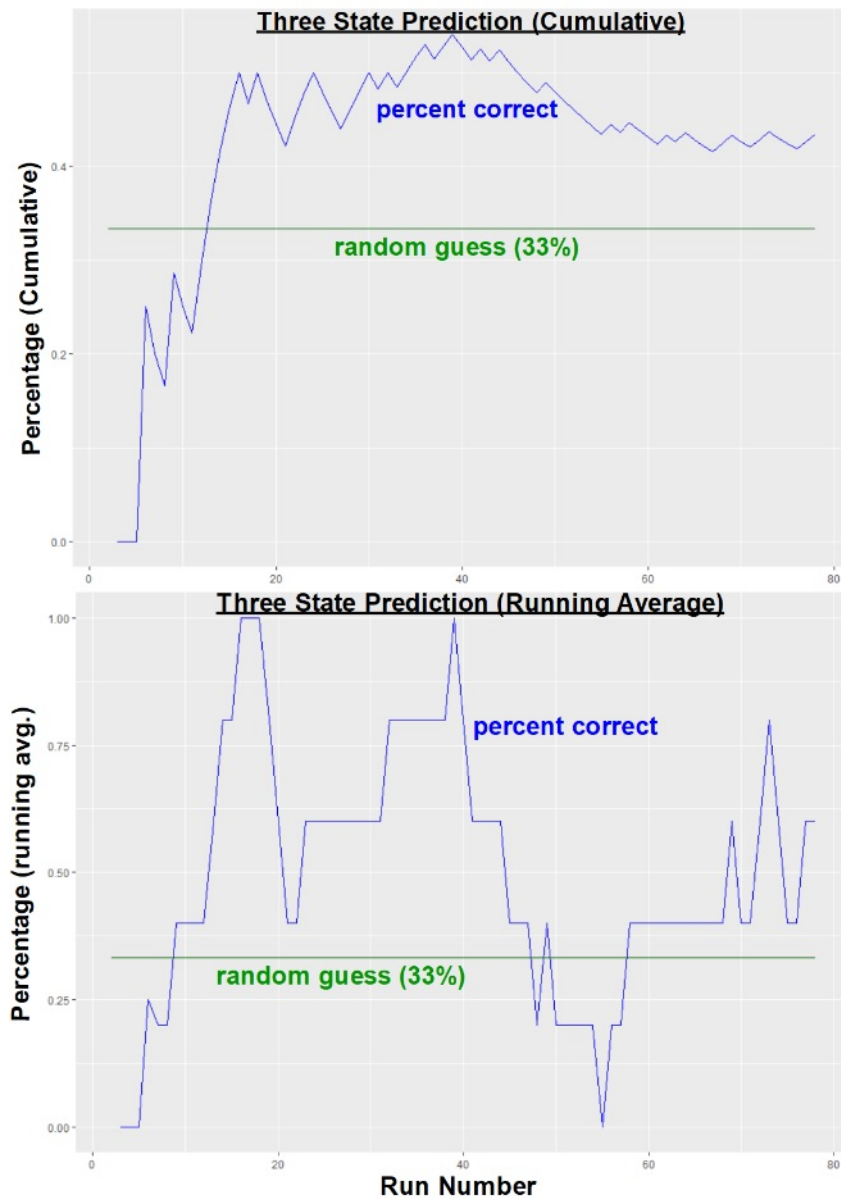 Three State Prediction (Cumulative)
percent correct
random guess (33%)
Percentage (Cumulative)
0.4
0.2
0.0
0 20 40 60 80
Three State Prediction (Running Average)
1.00
percent correct
0.75
0.50
random guess (33%)
Percentage (running avg.)
0.25
0.00
0 20 40 60 80
Run Number